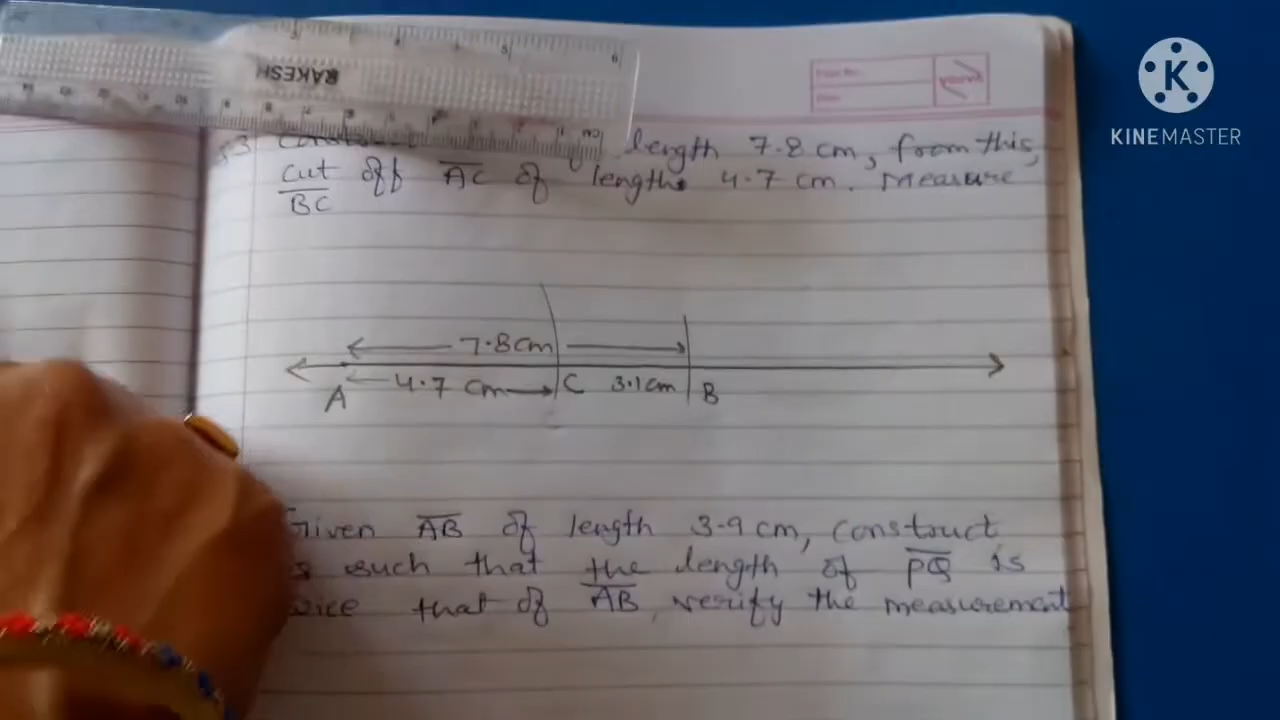 K
KINEMASTER
RAKESH
length 7.8 cm, from this,
cut off AC of length 4.7 cm. Measure
BC
7.8cm
4.7 cm C 3.1cm
A B
Given AB of length 3.9 cm, construct
such that the length of PQ is
that of AB, verify the measurement